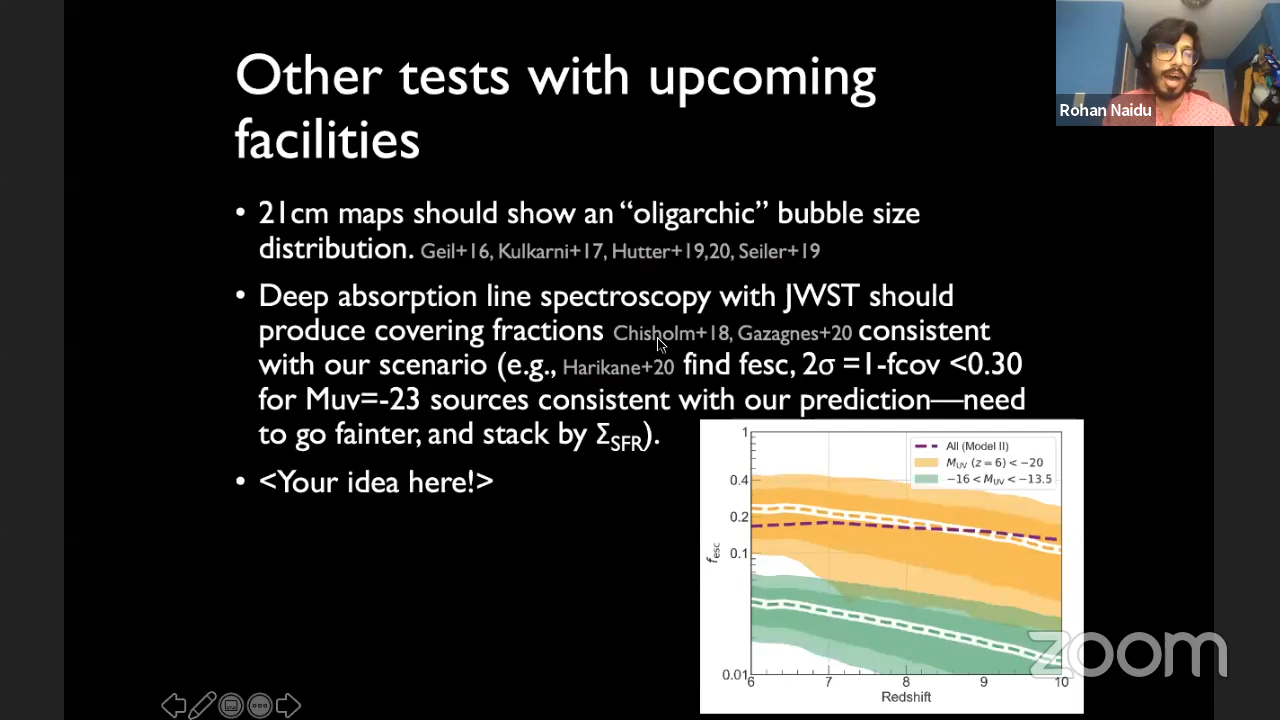 Other tests with upcoming
facilities
Rohan Naidu
• 21cm maps should show an “oligarchic” bubble size
distribution. Geil+16, Kulkarni+17, Hutter+19,20, Seiler+19
• Deep absorption line spectroscopy with JWST should
produce covering fractions Chisholm+18, Gazagnes+20 consistent
with our scenario (e.g., Harikane+20 find fesc, 2σ =1-fcov <0.30
for Muv=-23 sources consistent with our prediction—need
to go fainter, and stack by Σ_SFR).
• <Your idea here!>
1
0.4
0.2
0.1
0.01
f_esc
All (Model II)
M_UV (z=6) < −20
−16 < M_UV < −13.5
6 7 8 9 10
Redshift
zoom